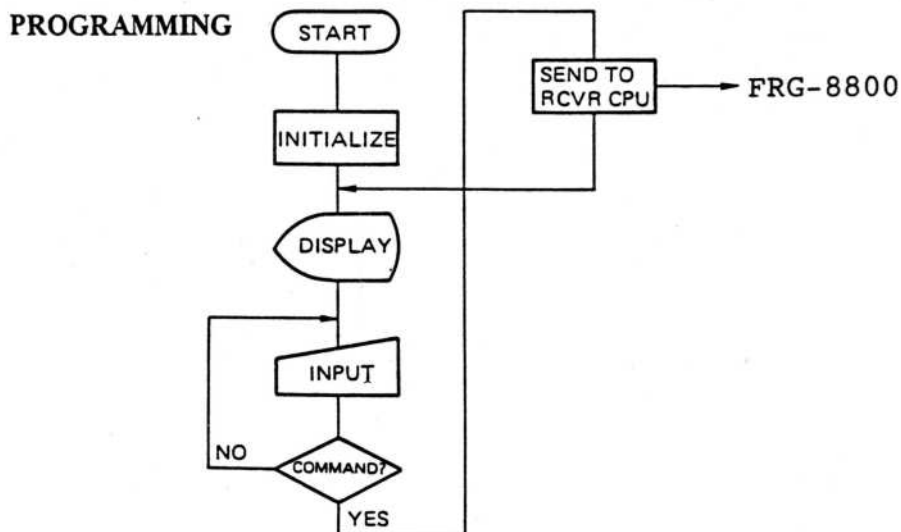 PROGRAMMING
START
SEND TO
RCVR CPU
FRG-8800
INITIALIZE
DISPLAY
INPUT
NO
COMMAND?
YES